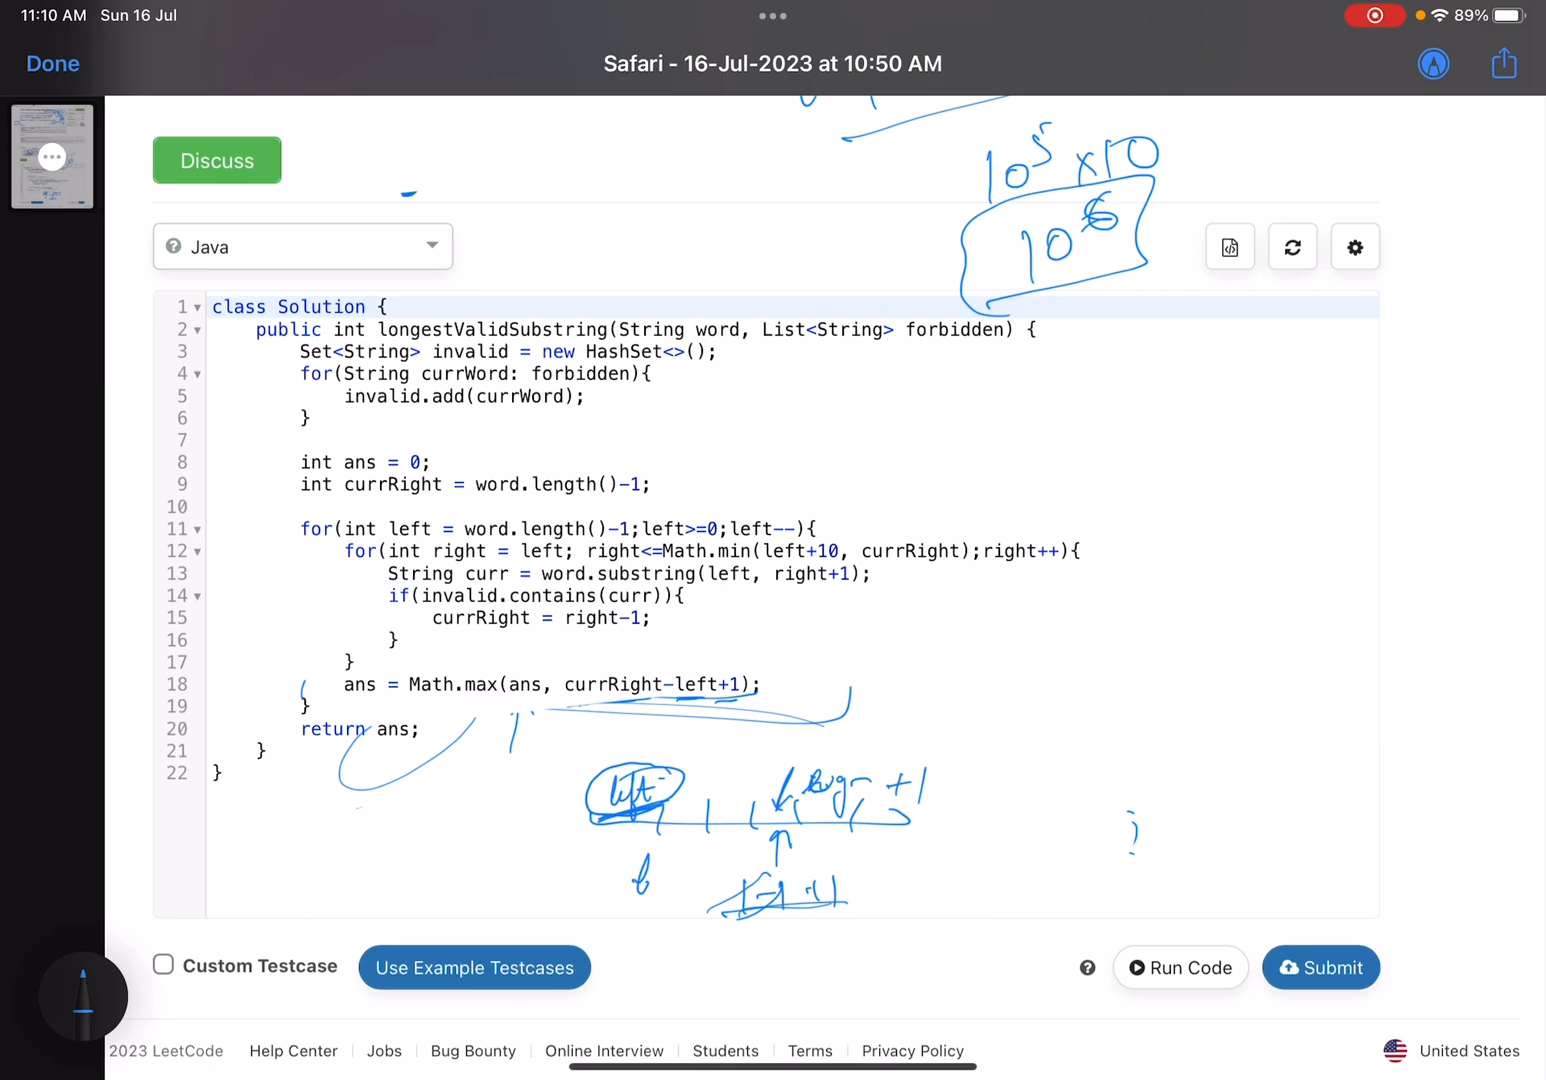 11:10 AM Sun 16 Jul
89%
Done
Safari - 16-Jul-2023 at 10:50 AM
10^5 x10
10^6
Discuss
Java
1 class Solution {
2 public int longestValidSubstring(String word, List<String> forbidden) {
3 Set<String> invalid = new HashSet<>();
4 for(String currWord: forbidden){
5 invalid.add(currWord);
6 }
7
8 int ans = 0;
9 int currRight = word.length()-1;
10
11 for(int left = word.length()-1;left>=0;left--){
12 for(int right = left; right<=Math.min(left+10, currRight);right++){
13 String curr = word.substring(left, right+1);
14 if(invalid.contains(curr)){
15 currRight = right-1;
16 }
17 }
18 ans = Math.max(ans, currRight-left+1);
19 }
20 return ans;
21 }
22 }
left
+1
Custom Testcase
Use Example Testcases
Run Code
Submit
2023 LeetCode
Help Center
Jobs
Bug Bounty
Online Interview
Students
Terms
Privacy Policy
United States